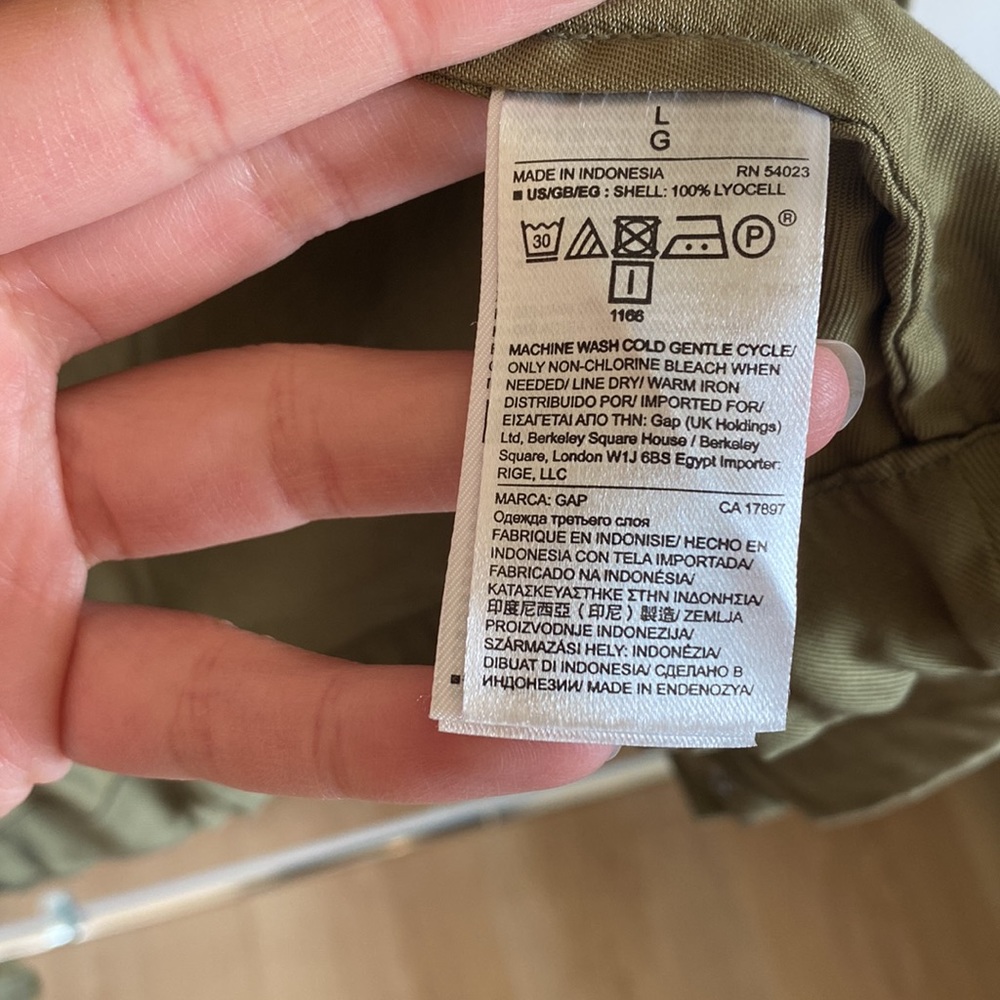 L
G
MADE IN INDONESIA RN 54023
■ US/GB/EG : SHELL: 100% LYOCELL
30 P ®
1166
MACHINE WASH COLD GENTLE CYCLE/
ONLY NON-CHLORINE BLEACH WHEN
NEEDED/ LINE DRY/ WARM IRON
DISTRIBUIDO POR/ IMPORTED FOR/
ΕΙΣΑΓΕΤΑΙ ΑΠΟ ΤΗΝ: Gap (UK Holdings)
Ltd, Berkeley Square House / Berkeley
Square, London W1J 6BS Egypt Importer:
RIGE, LLC
MARCA: GAP CA 17897
Одежда третьего слоя
FABRIQUE EN INDONISIE/ HECHO EN
INDONESIA CON TELA IMPORTADA/
FABRICADO NA INDONÉSIA/
ΚΑΤΑΣΚΕΥΑΣΤΗΚΕ ΣΤΗΝ ΙΝΔΟΝΗΣΙΑ/
印度尼西亞（印尼）製造/ ZEMLJA
PROIZVODNJE INDONEZIJA/
SZÁRMAZÁSI HELY: INDONÉZIA/
DIBUAT DI INDONESIA/ СДЕЛАНО В
ИНДОНЕЗИИ/ MADE IN ENDENOZYA/